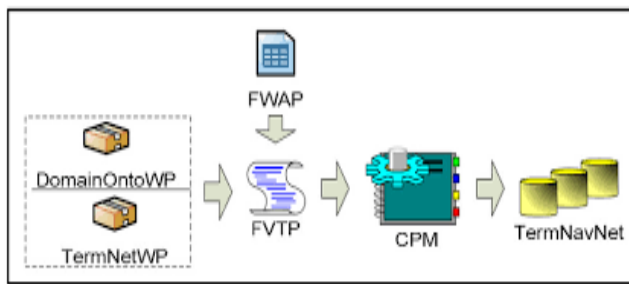 FWAP
DomainOntoWP
TermNetWP
FVTP
CPM
TermNavNet